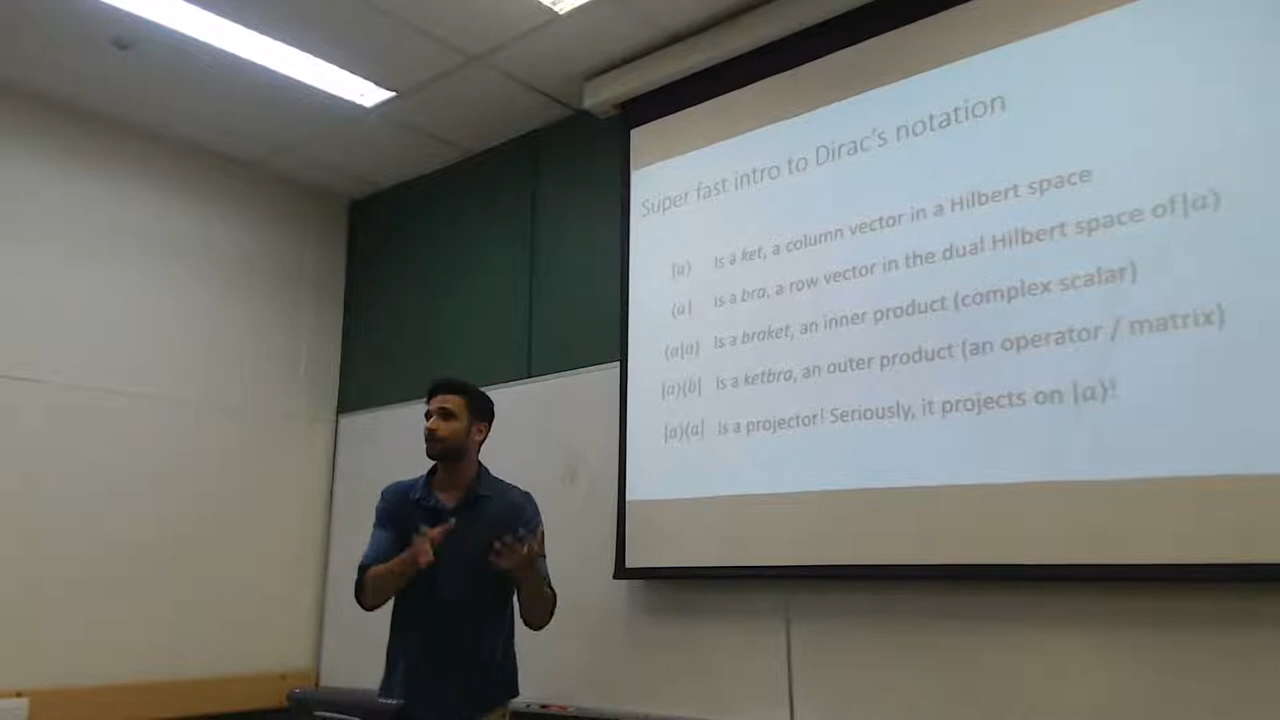 Super fast intro to Dirac's notation
|a⟩ Is a ket, a column vector in a Hilbert space
⟨a| Is a bra, a row vector in the dual Hilbert space of |a⟩
⟨a|a⟩ Is a braket, an inner product (complex scalar)
|a⟩⟨b| Is a ketbra, an outer product (an operator / matrix)
|a⟩⟨a| Is a projector! Seriously, it projects on |a⟩!